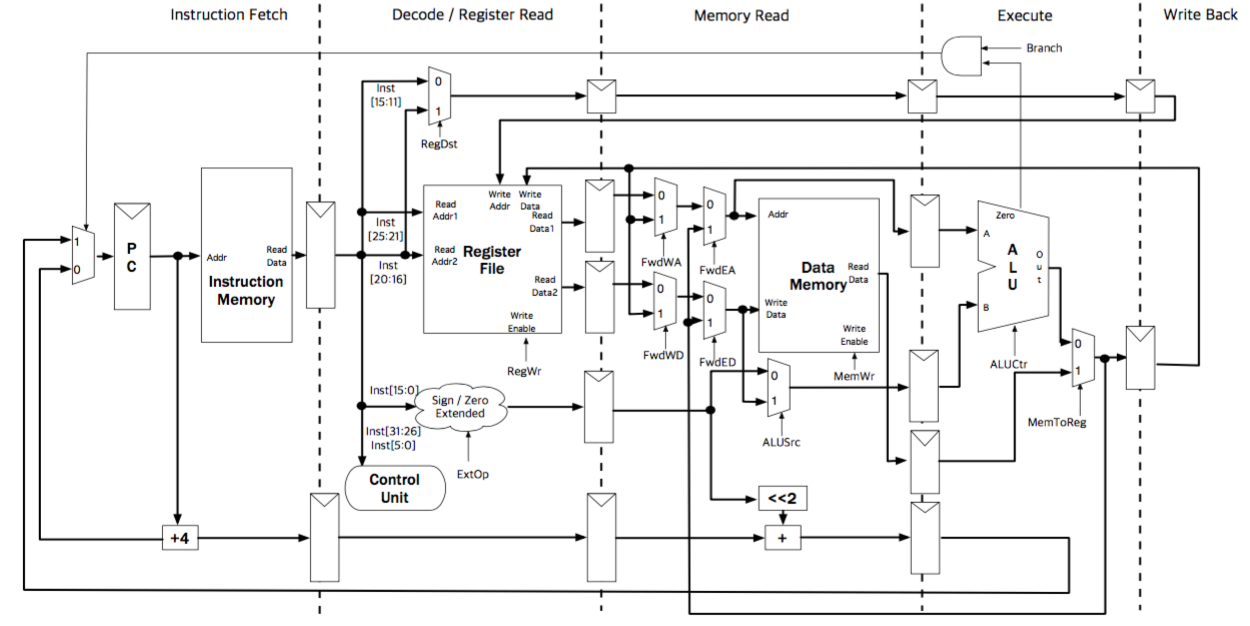 Instruction Fetch
Decode / Register Read
Memory Read
Execute
Write Back
Branch
0
Inst
[15:11]
1
RegDst
Write
Addr
Write
Data
Read
Addr1
Read
Data1
Inst
[25:21]
Read
Addr2
Register
File
Inst
[20:16]
Read
Data2
Write
Enable
RegWr
1
0
P
C
Addr
Read
Data
Instruction
Memory
0
1
FwdWA
0
1
FwdEA
0
1
FwdWD
0
1
FwdED
Addr
Data
Memory
Read
Data
Write
Data
Write
Enable
MemWr
Zero
A
A
L
U
O
u
t
B
ALUCtr
0
1
MemToReg
Inst[15:0]
Sign / Zero
Extended
Inst[31:26]
Inst[5:0]
ExtOp
Control
Unit
0
1
ALUSrc
<<2
+4
+